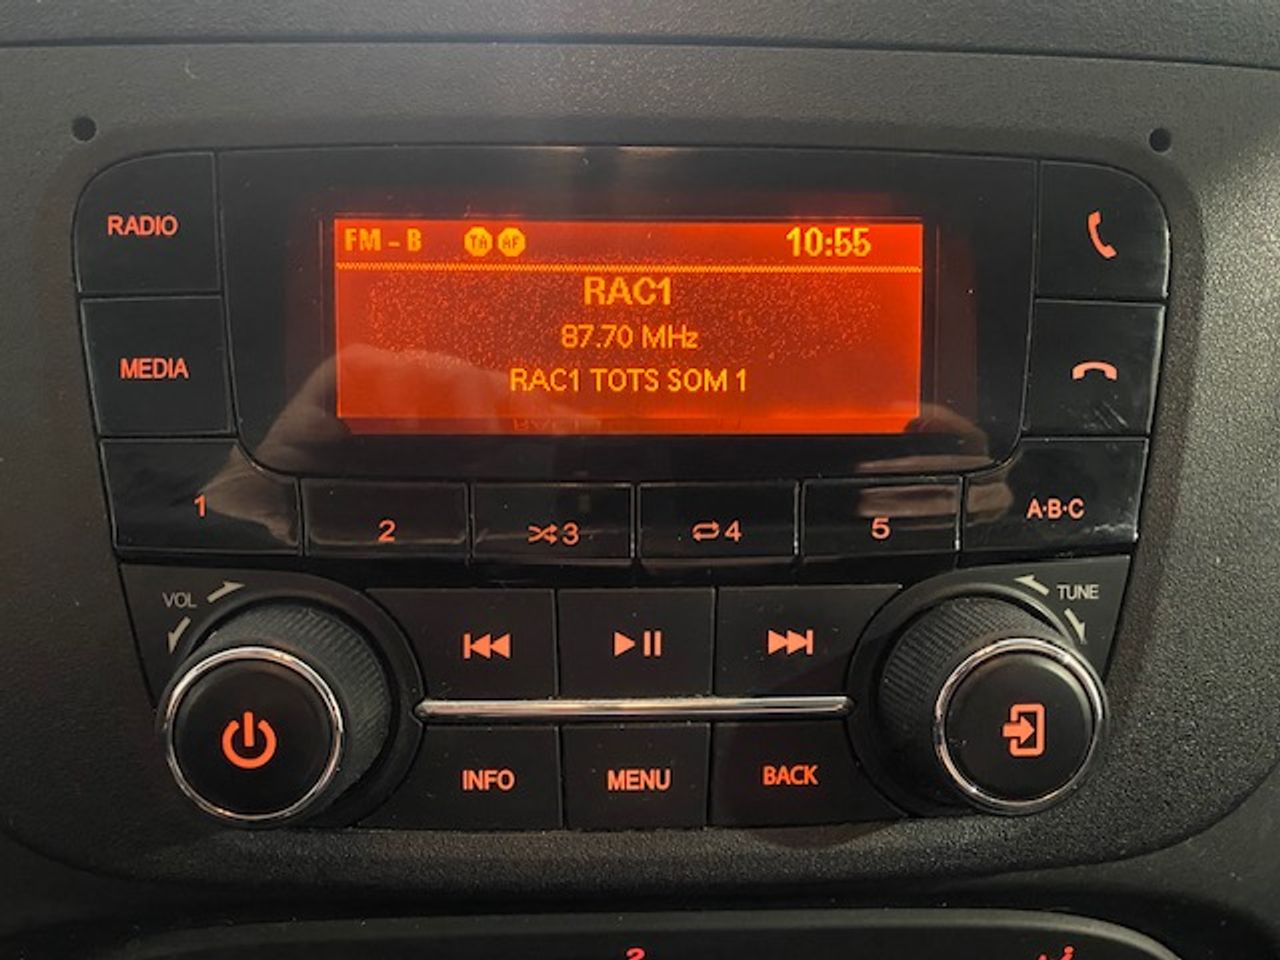 RADIO
FM - B TA AF 10:55
RAC1
87.70 MHz
RAC1 TOTS SOM 1
MEDIA
1
2
3
4
5
A·B·C
VOL
TUNE
INFO
MENU
BACK
2